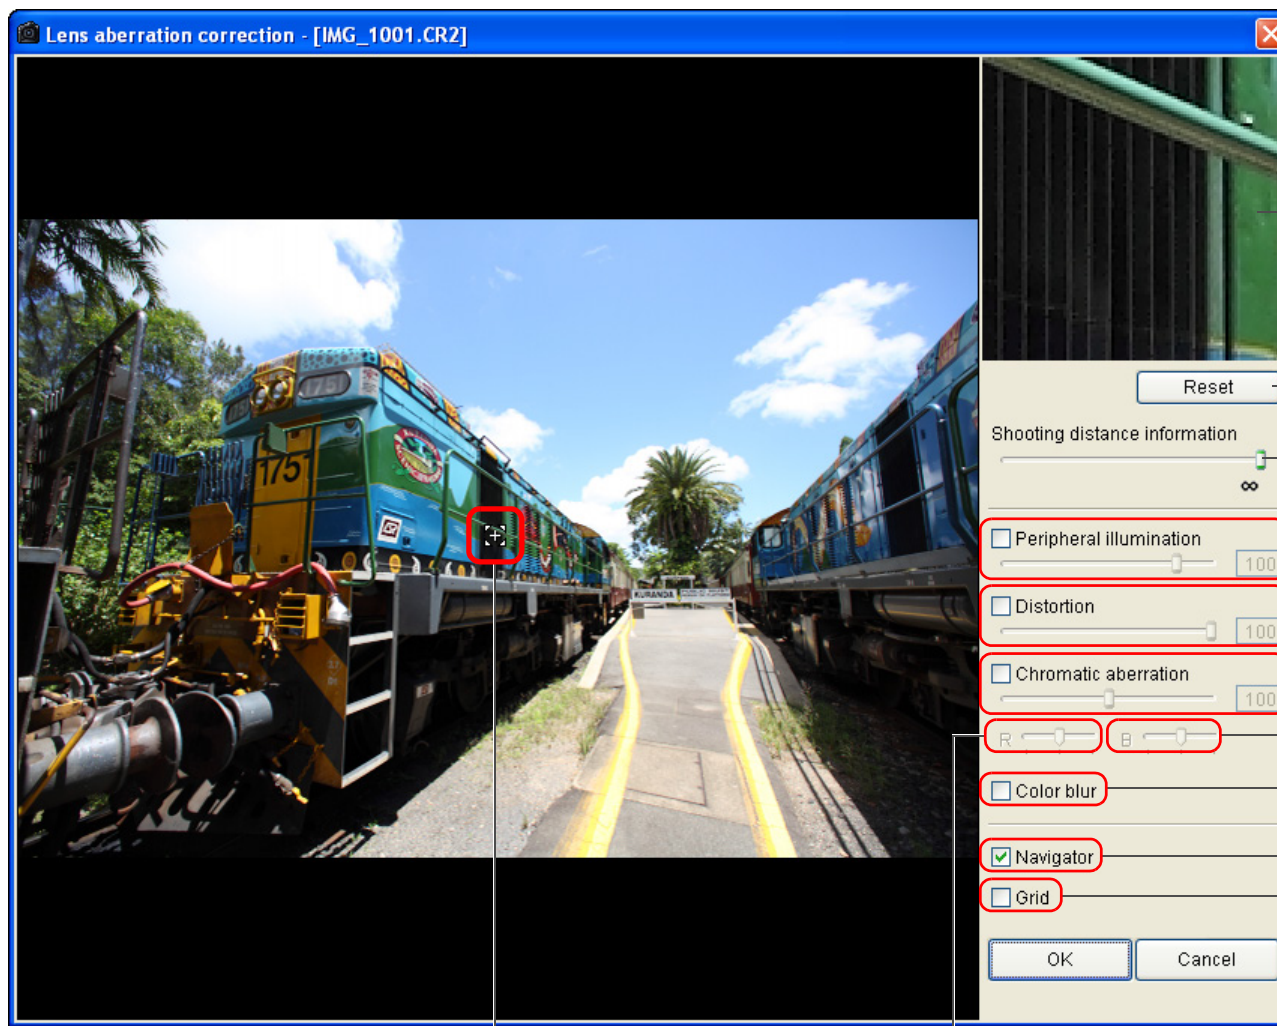 Lens aberration correction - [IMG_1001.CR2]
175
175
175
KURANDA
Reset
Shooting distance information
∞
Peripheral illumination
100
Distortion
100
Chromatic aberration
100
R
B
Color blur
Navigator
Grid
OK
Cancel